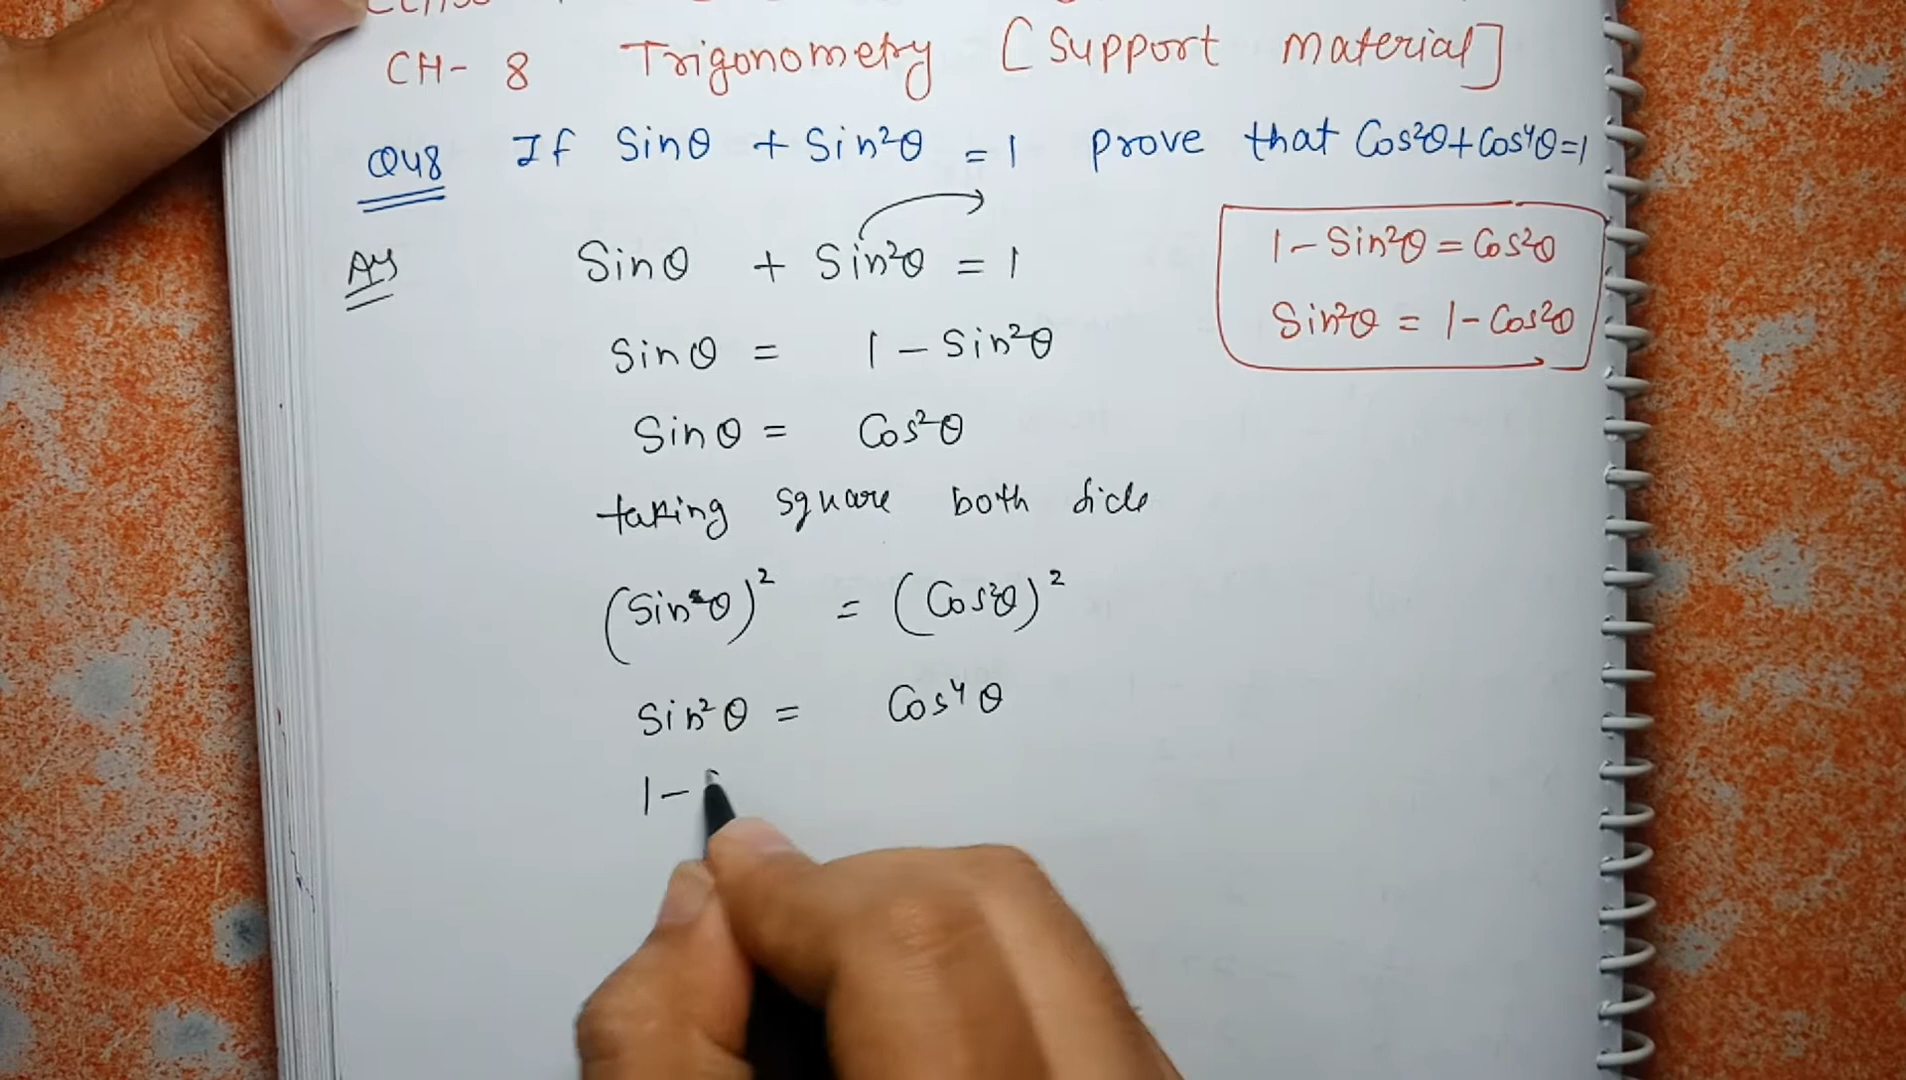 CH- 8 Trigonometry [Support material]
Q48 If Sinθ + Sin²θ = 1 prove that Cos²θ+Cos⁴θ=1
Ans
Sinθ + Sin²θ = 1
Sinθ = 1 - Sin²θ
Sinθ = Cos²θ
taking square both side
(Sinθ)² = (Cos²θ)²
Sin²θ = Cos⁴θ
1 -
1 - Sin²θ = Cos²θ
Sin²θ = 1 - Cos²θ